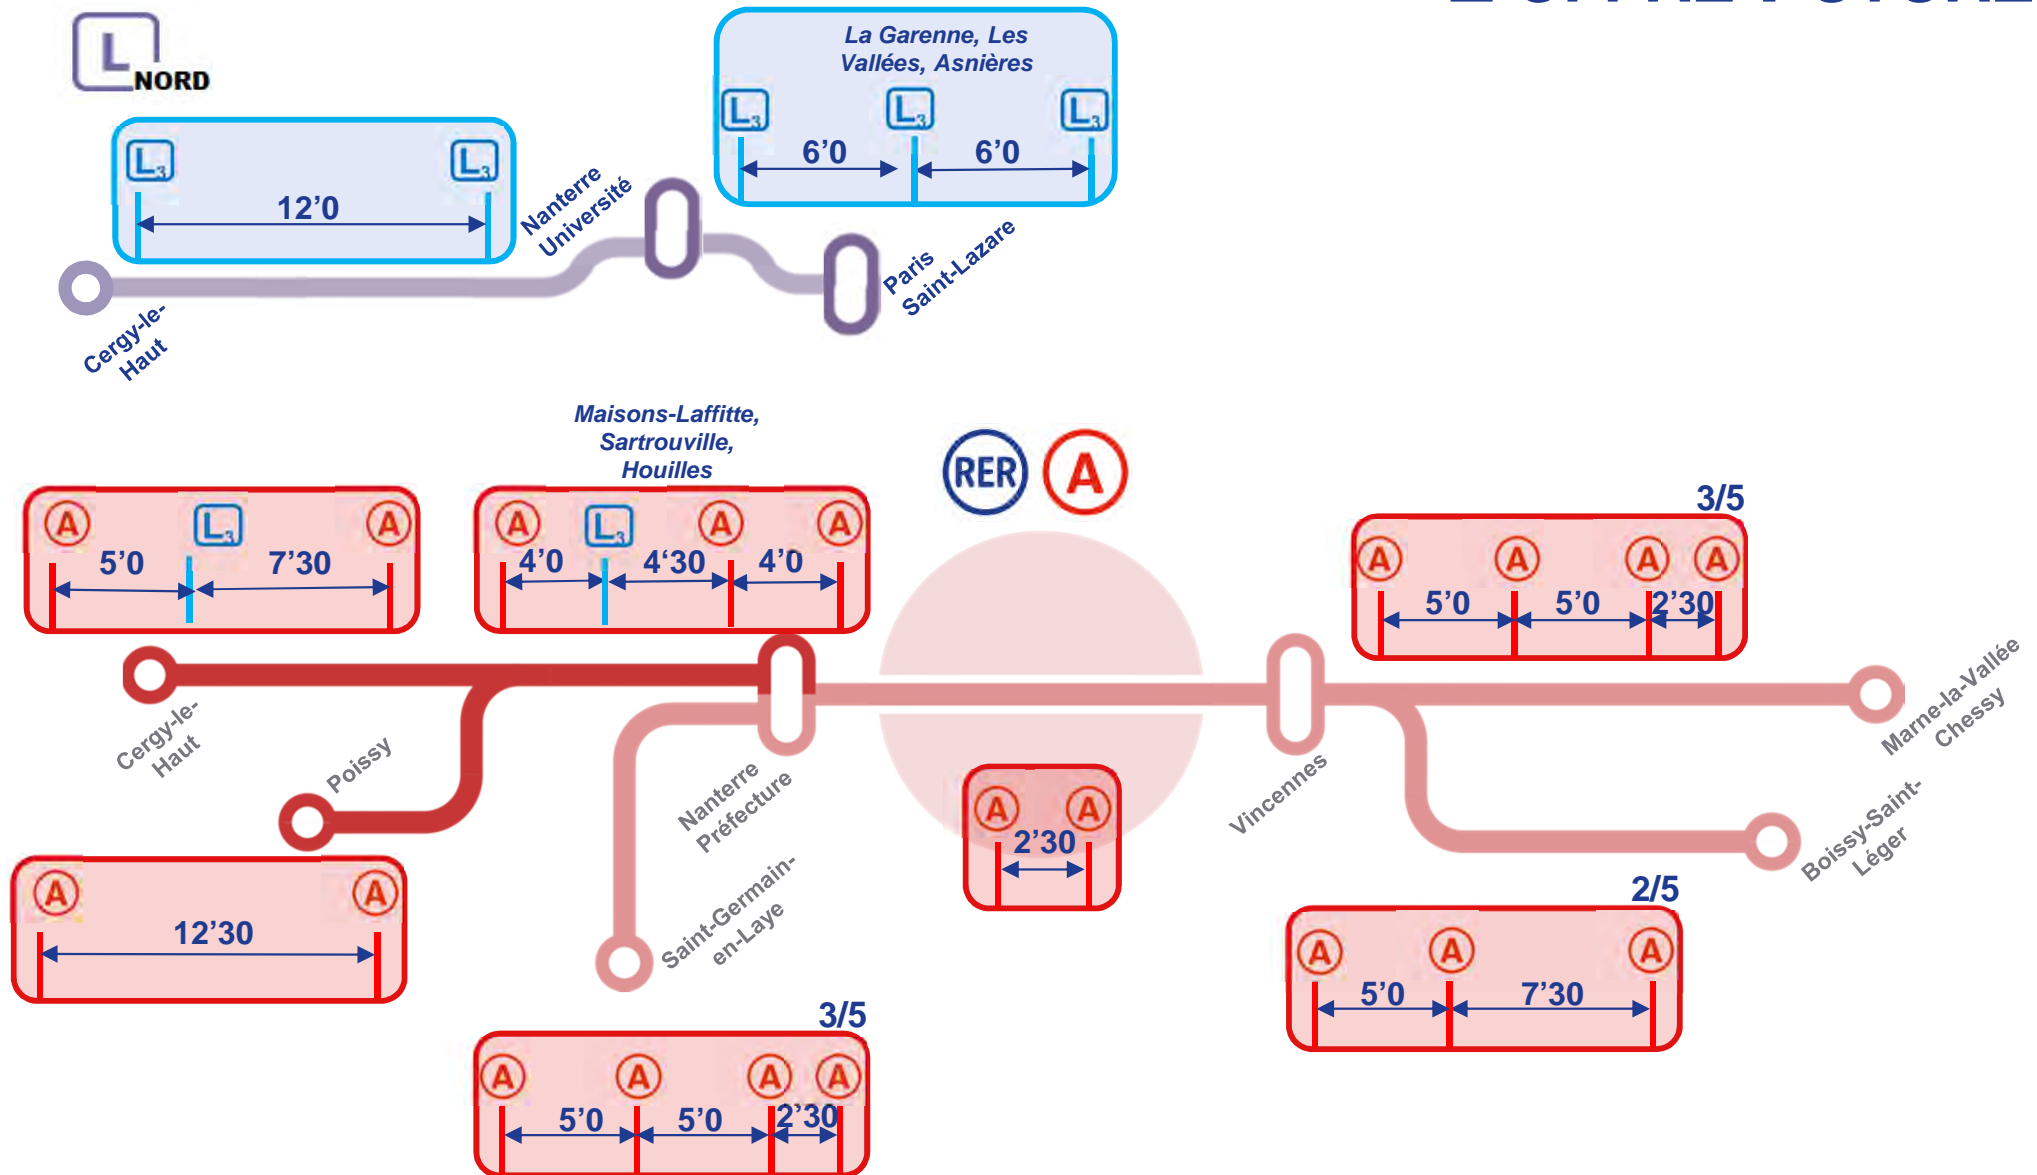 L
NORD
La Garenne, Les
Vallées, Asnières
L3
L3
L3
6’0
6’0
L3
L3
12’0
Nanterre
Université
Paris
Saint-Lazare
Cergy-le-
Haut
Maisons-Laffitte,
Sartrouville,
Houilles
RER A
A
L3
A
5’0
7’30
A
L3
A
A
4’0
4‘30
4’0
3/5
A
A
A
A
5’0
5’0
2’30
Cergy-le-
Haut
Poissy
Nanterre
Préfecture
Saint-Germain-
en-Laye
Vincennes
Marne-la-Vallée
Chessy
Boissy-Saint-
Léger
A
A
2’30
A
A
12’30
2/5
A
A
A
5’0
7’30
3/5
A
A
A
A
5’0
5’0
2’30